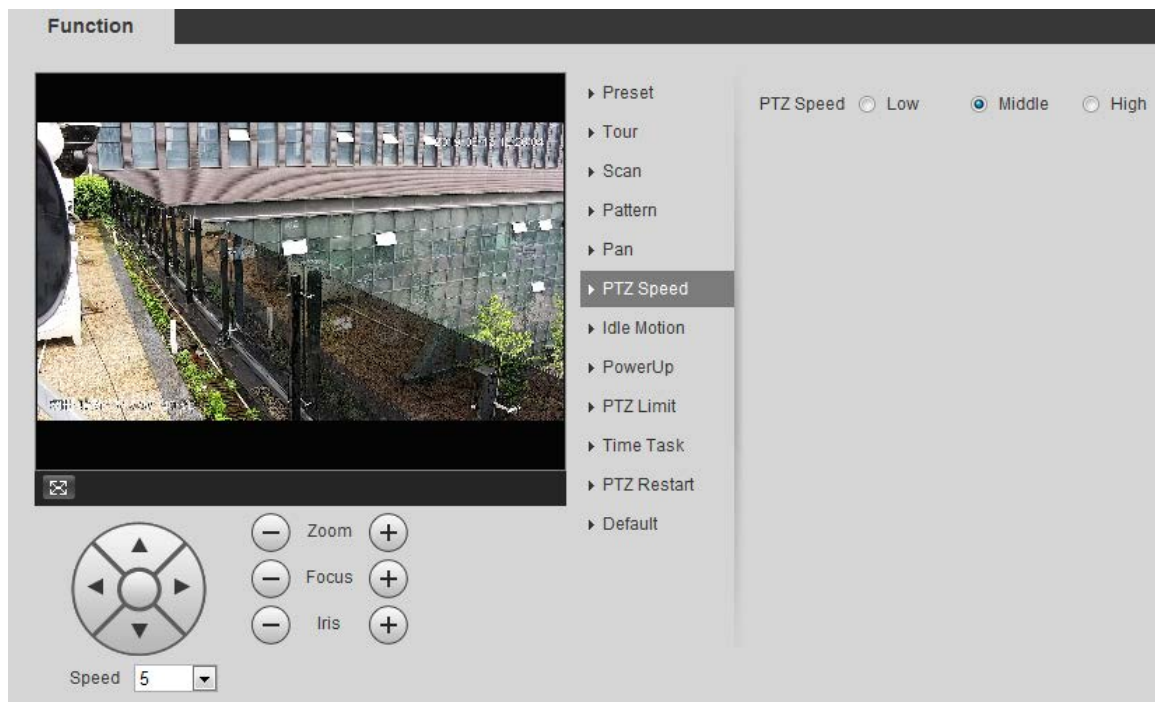 Function
Preset
Tour
Scan
Pattern
Pan
PTZ Speed
Idle Motion
PowerUp
PTZ Limit
Time Task
PTZ Restart
Default
PTZ Speed Low Middle High
Zoom
Focus
Iris
Speed 5